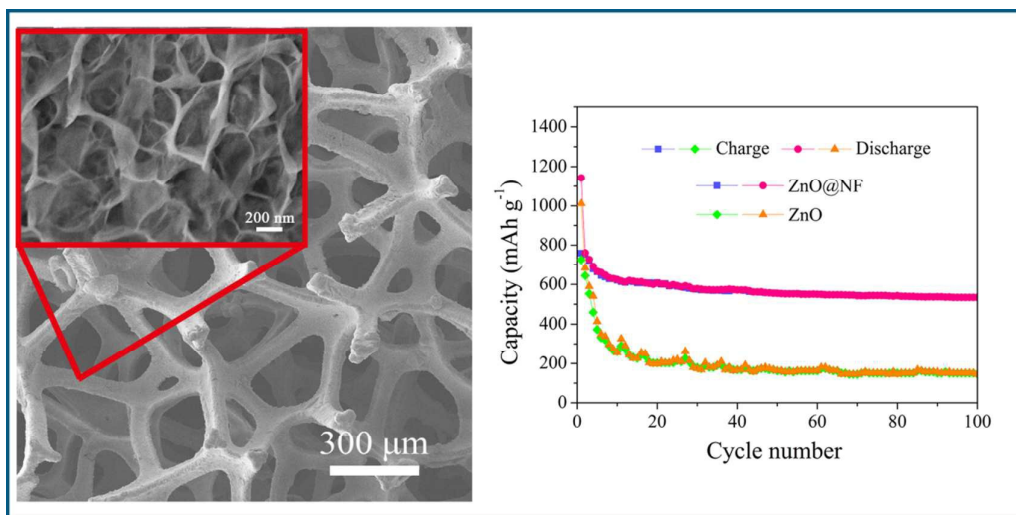 200 nm
300 μm
Capacity (mAh g⁻¹)
1400
1200
1000
800
600
400
200
0
Charge Discharge
ZnO@NF
ZnO
0 20 40 60 80 100
Cycle number